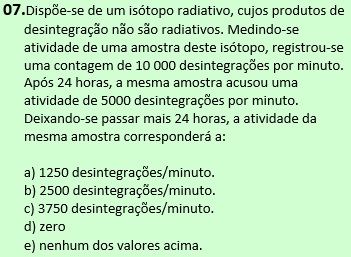 07.Dispõe-se de um isótopo radiativo, cujos produtos de
desintegração não são radiativos. Medindo-se
atividade de uma amostra deste isótopo, registrou-se
uma contagem de 10 000 desintegrações por minuto.
Após 24 horas, a mesma amostra acusou uma
atividade de 5000 desintegrações por minuto.
Deixando-se passar mais 24 horas, a atividade da
mesma amostra corresponderá a:
a) 1250 desintegrações/minuto.
b) 2500 desintegrações/minuto.
c) 3750 desintegrações/minuto.
d) zero
e) nenhum dos valores acima.